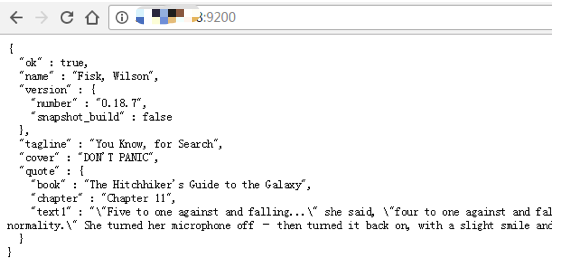 :9200
{
"ok" : true,
"name" : "Fisk, Wilson",
"version" : {
"number" : "0.18.7",
"snapshot_build" : false
},
"tagline" : "You Know, for Search",
"cover" : "DON'T PANIC",
"quote" : {
"book" : "The Hitchhiker's Guide to the Galaxy",
"chapter" : "Chapter 11",
"text1" : "\"Five to one against and falling...\" she said, \"four to one against and fal
normality.\" She turned her microphone off - then turned it back on, with a slight smile and
}
}